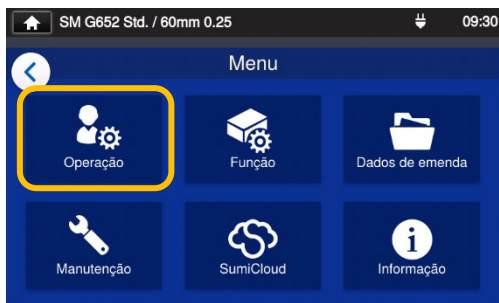 SM G652 Std. / 60mm 0.25 09:30
Menu
Operação Função Dados de emenda
Manutenção SumiCloud Informação